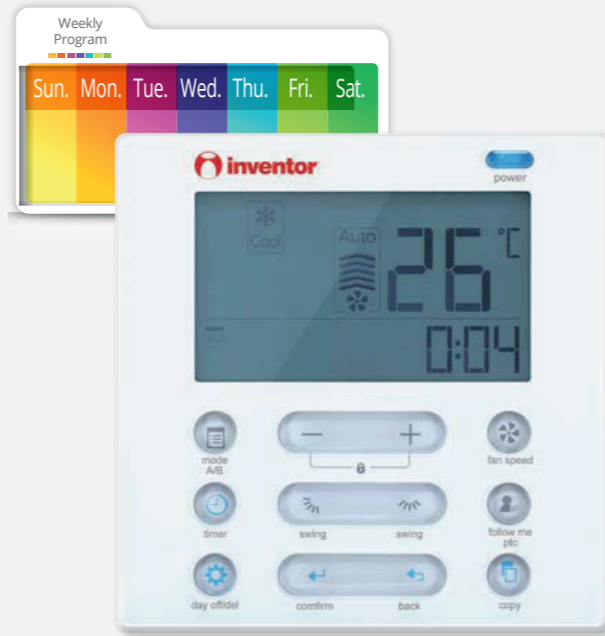 Weekly
Program
Sun. Mon. Tue. Wed. Thu. Fri. Sat.
inventor
power
Cool
Auto
26 °C
0:04
mode
A/B
− +
fan speed
timer
swing
swing
follow me
ptc
day off/del
comfirm
back
copy